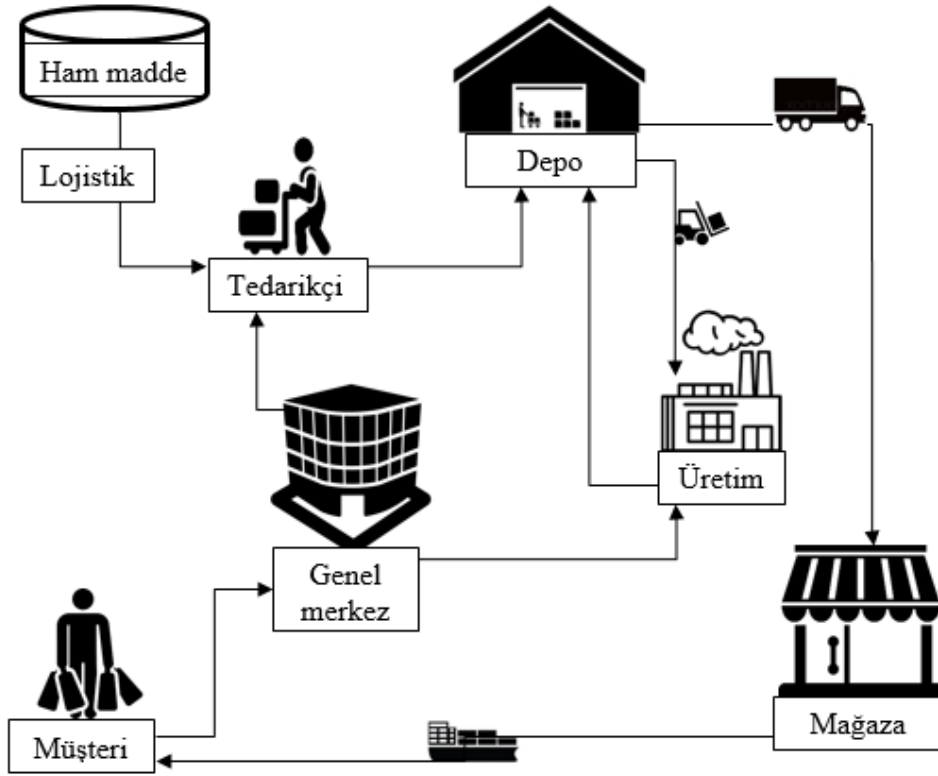 Ham madde
Lojistik
Depo
Tedarikçi
Üretim
Genel
merkez
Mağaza
Müşteri